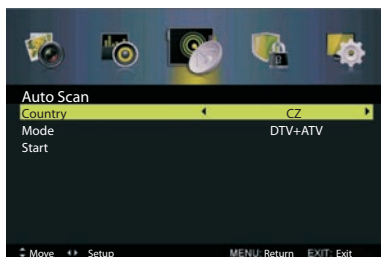 Auto Scan
Country CZ
Mode DTV+ATV
Start
Move Setup MENU: Return EXIT: Exit